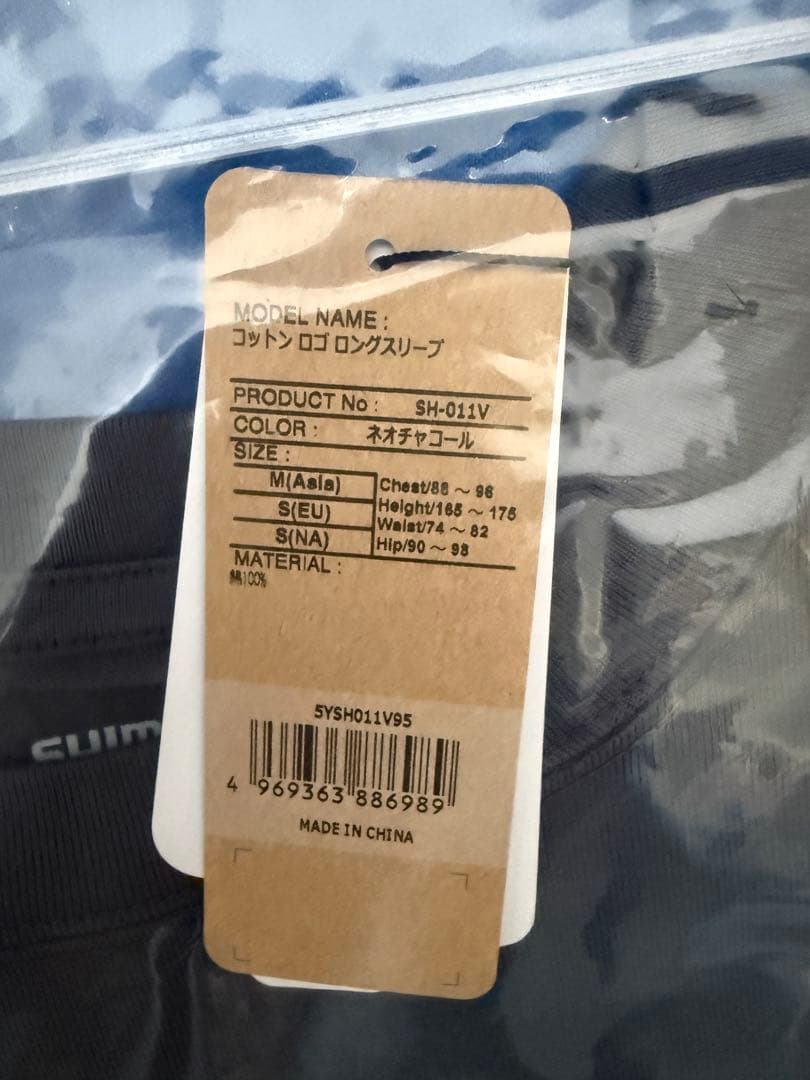 MODEL NAME :
コットン ロゴ ロングスリーブ
PRODUCT No : SH-011V
COLOR : ネオチャコール
SIZE :
M(Asia)
S(EU)
S(NA)
Chest/88 ～ 96
Height/165 ～ 175
Waist/74 ～ 82
Hip/90 ～ 98
MATERIAL :
綿100%
5YSH011V95
4 969363 886989
MADE IN CHINA